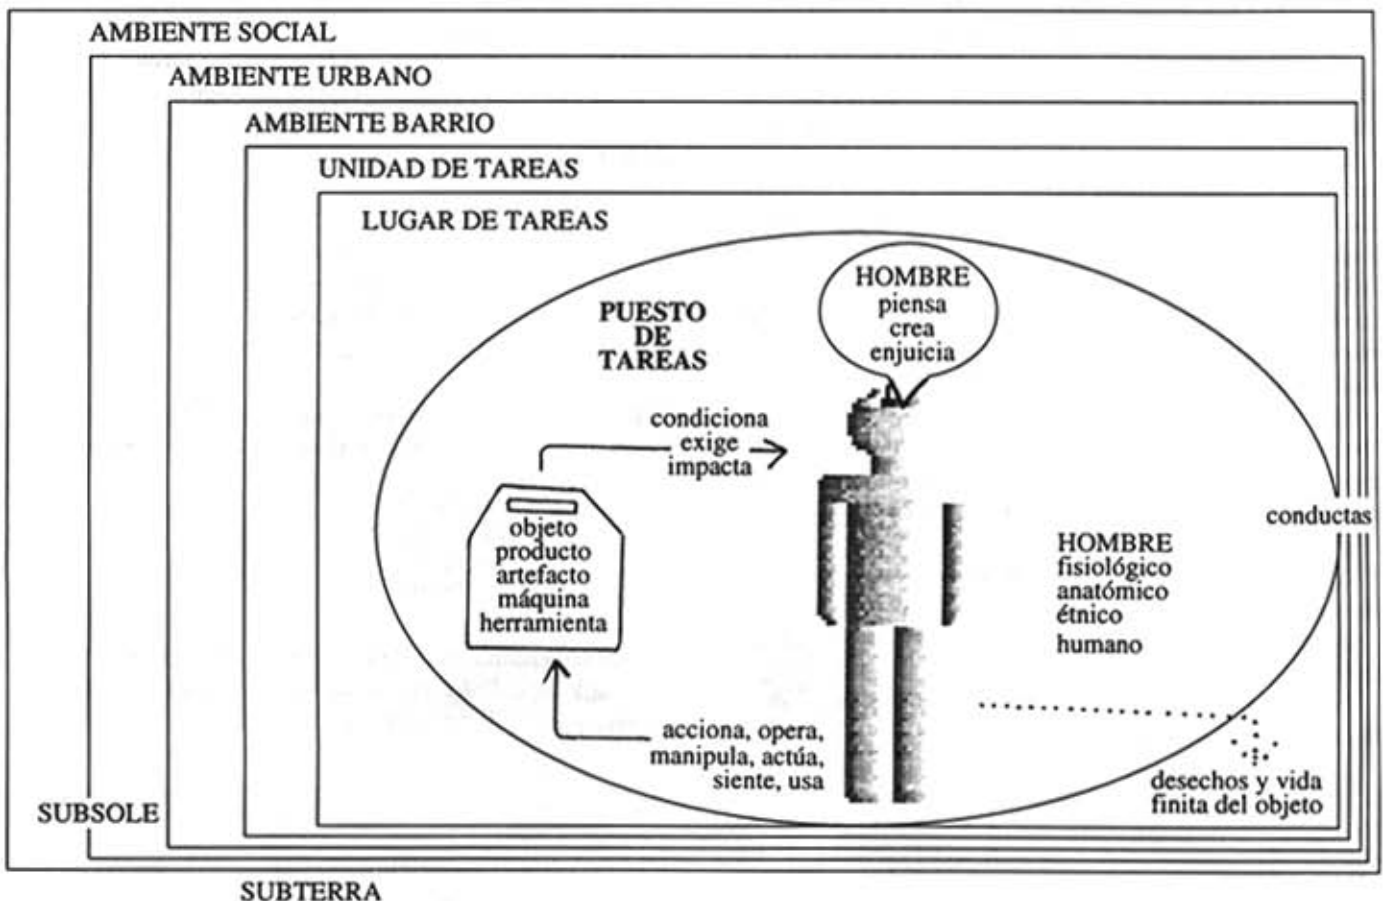 AMBIENTE SOCIAL
AMBIENTE URBANO
AMBIENTE BARRIO
UNIDAD DE TAREAS
LUGAR DE TAREAS
PUESTO
DE
TAREAS
HOMBRE
piensa
crea
enjuicia
condiciona
exige
impacta
objeto
producto
artefacto
máquina
herramienta
conductas
HOMBRE
fisiológico
anatómico
étnico
humano
acciona, opera,
manipula, actúa,
siente, usa
desechos y vida
finita del objeto
SUBSOLE
SUBTERRA